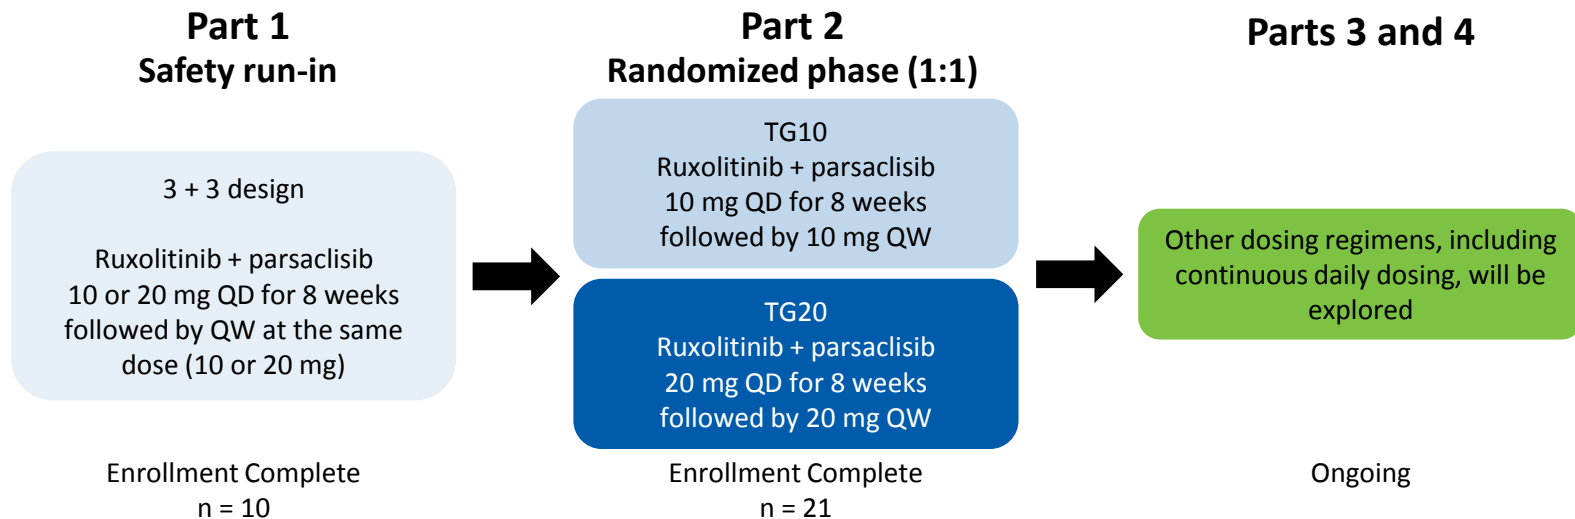 Part 1
Safety run-in
3 + 3 design
Ruxolitinib + parsaclisib
10 or 20 mg QD for 8 weeks
followed by QW at the same
dose (10 or 20 mg)
Enrollment Complete
n = 10
Part 2
Randomized phase (1:1)
TG10
Ruxolitinib + parsaclisib
10 mg QD for 8 weeks
followed by 10 mg QW
TG20
Ruxolitinib + parsaclisib
20 mg QD for 8 weeks
followed by 20 mg QW
Enrollment Complete
n = 21
Parts 3 and 4
Other dosing regimens, including
continuous daily dosing, will be
explored
Ongoing